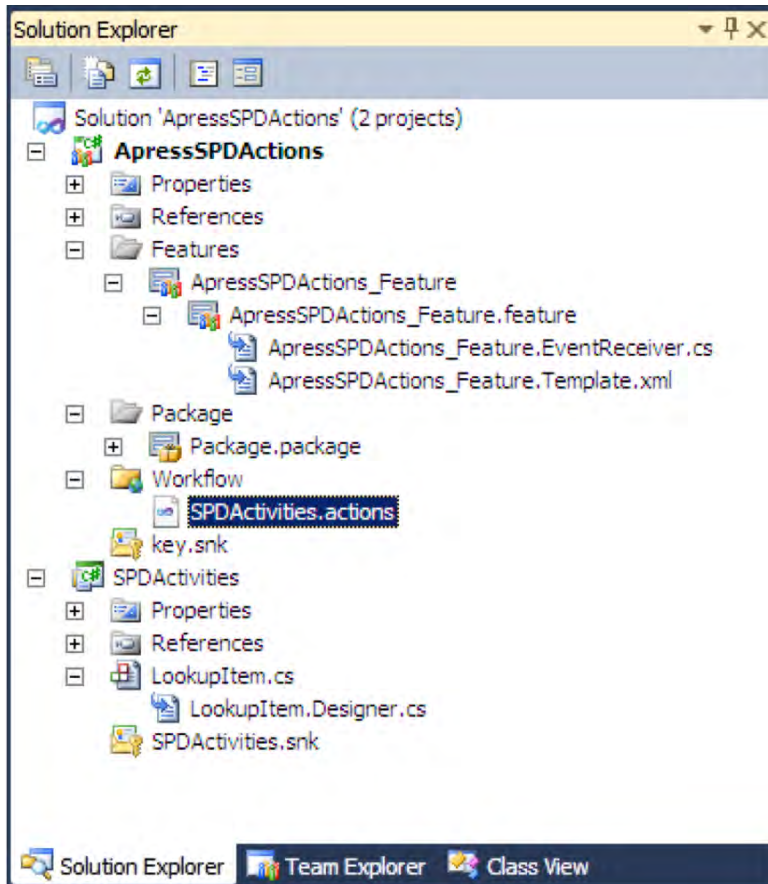 Solution Explorer
Solution 'ApressSPDActions' (2 projects)
ApressSPDActions
Properties
References
Features
ApressSPDActions_Feature
ApressSPDActions_Feature.feature
ApressSPDActions_Feature.EventReceiver.cs
ApressSPDActions_Feature.Template.xml
Package
Package.package
Workflow
SPDActivities.actions
key.snk
SPDActivities
Properties
References
LookupItem.cs
LookupItem.Designer.cs
SPDActivities.snk
Solution Explorer Team Explorer Class View